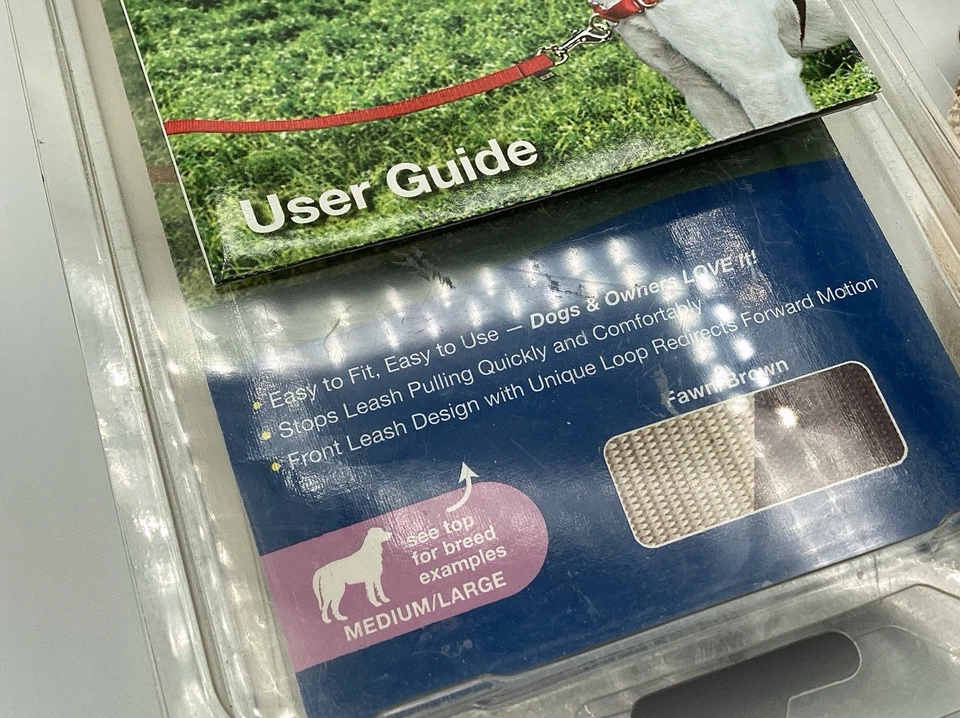 User Guide
• Easy to Fit, Easy to Use — Dogs & Owners LOVE It!
• Stops Leash Pulling Quickly and Comfortably
• Front Leash Design with Unique Loop Redirects Forward Motion
Fawn/Brown
see top
for breed
examples
MEDIUM/LARGE